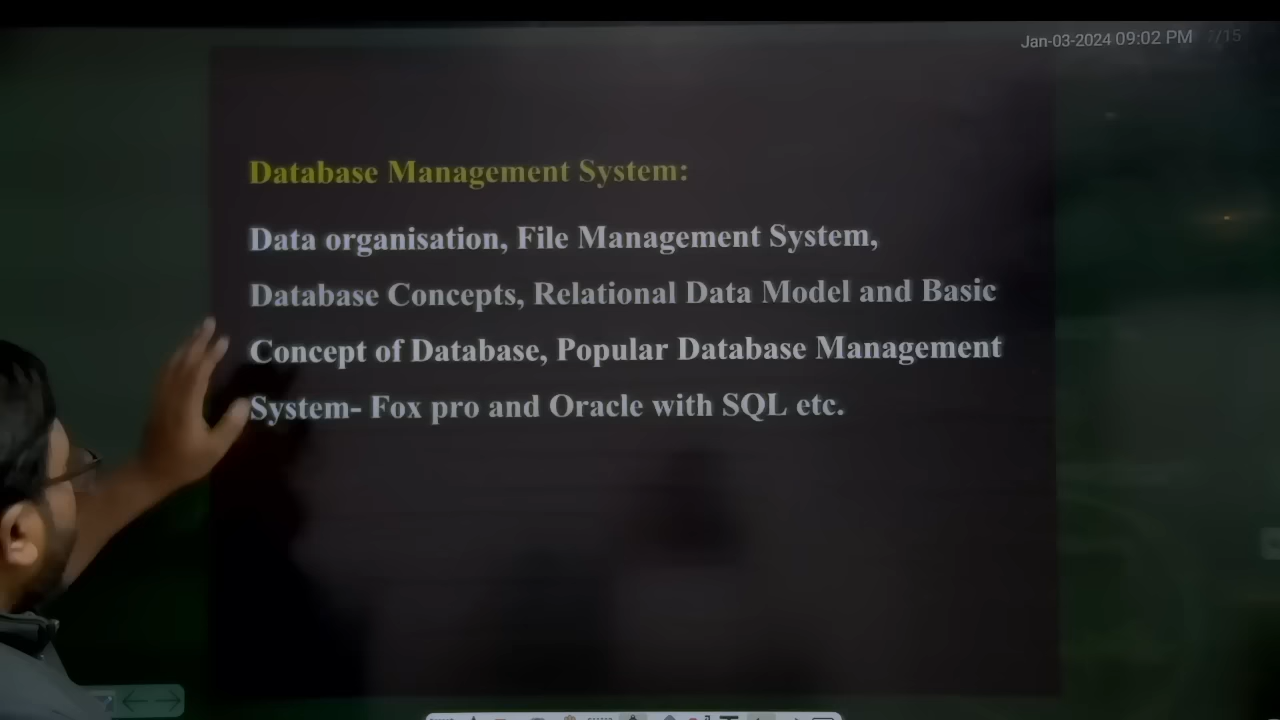 Jan-03-2024 09:02 PM /15
Database Management System:
Data organisation, File Management System,
Database Concepts, Relational Data Model and Basic
Concept of Database, Popular Database Management
System- Fox pro and Oracle with SQL etc.